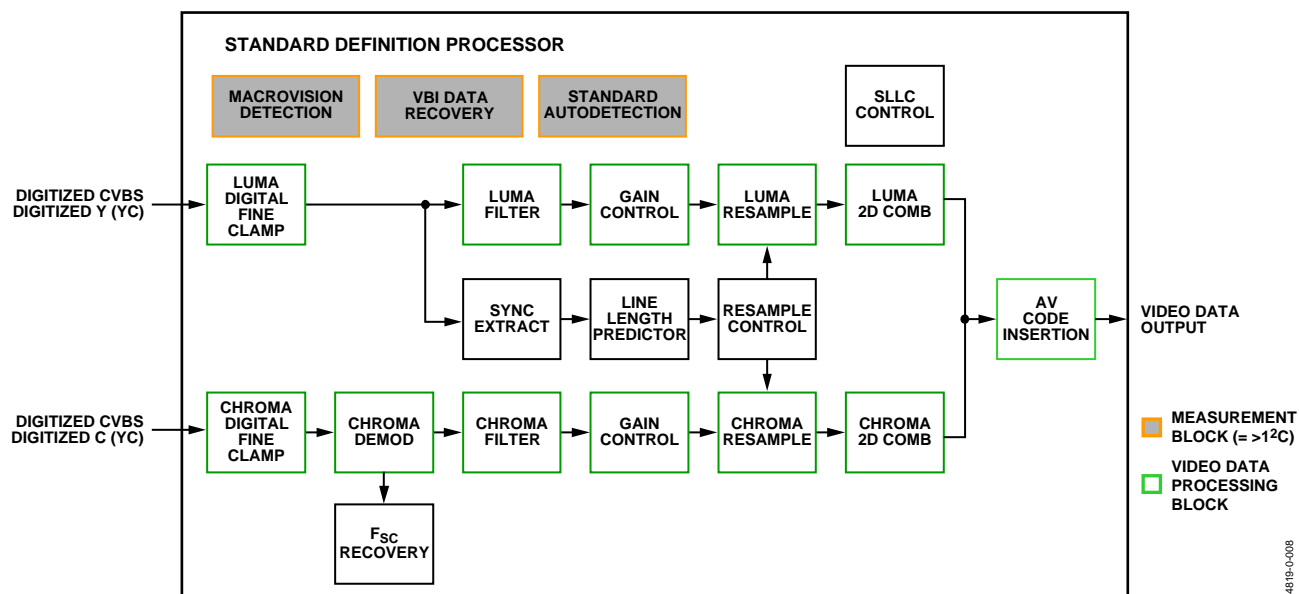 STANDARD DEFINITION PROCESSOR
MACROVISION
DETECTION
VBI DATA
RECOVERY
STANDARD
AUTODETECTION
SLLC
CONTROL
DIGITIZED CVBS
DIGITIZED Y (YC)
LUMA
DIGITAL
FINE
CLAMP
LUMA
FILTER
GAIN
CONTROL
LUMA
RESAMPLE
LUMA
2D COMB
SYNC
EXTRACT
LINE
LENGTH
PREDICTOR
RESAMPLE
CONTROL
AV
CODE
INSERTION
VIDEO DATA
OUTPUT
DIGITIZED CVBS
DIGITIZED C (YC)
CHROMA
DIGITAL
FINE
CLAMP
CHROMA
DEMOD
CHROMA
FILTER
GAIN
CONTROL
CHROMA
RESAMPLE
CHROMA
2D COMB
FSC
RECOVERY
MEASUREMENT
BLOCK (= >1²C)
VIDEO DATA
PROCESSING
BLOCK
4819-0-008